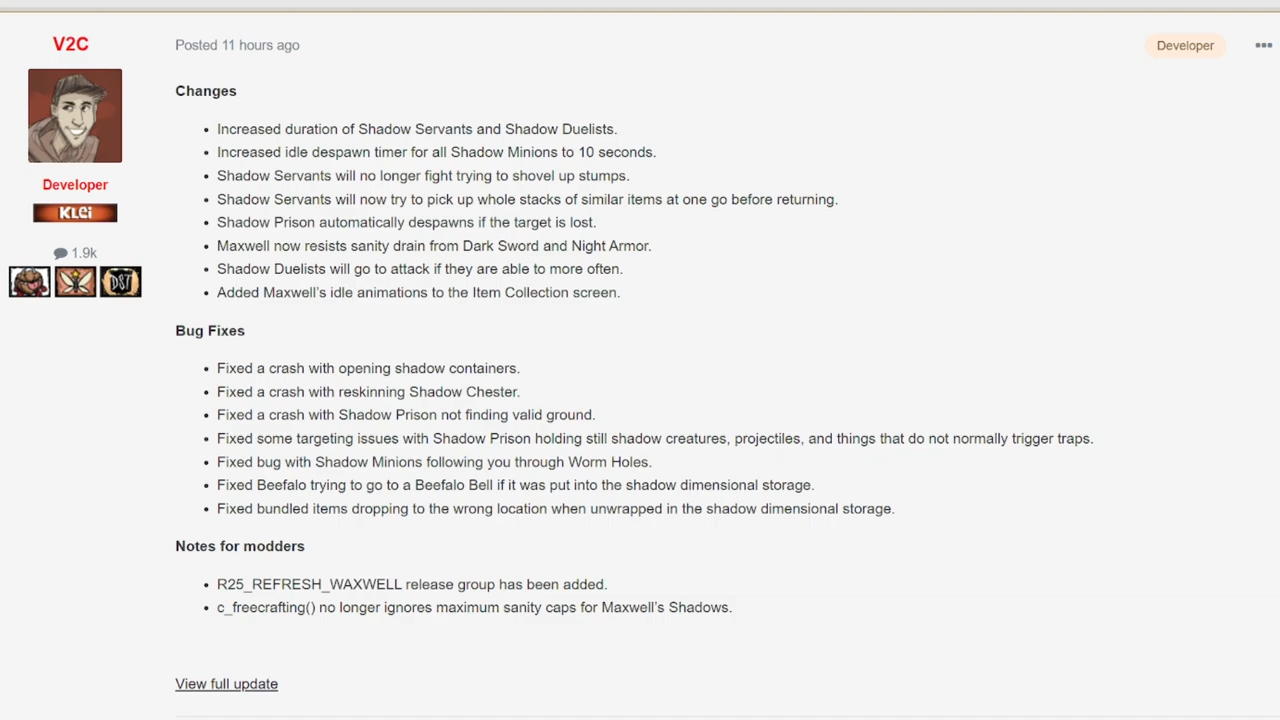 V2C
Posted 11 hours ago
Developer
Changes
Increased duration of Shadow Servants and Shadow Duelists.
Increased idle despawn timer for all Shadow Minions to 10 seconds.
Shadow Servants will no longer fight trying to shovel up stumps.
Shadow Servants will now try to pick up whole stacks of similar items at one go before returning.
Shadow Prison automatically despawns if the target is lost.
Maxwell now resists sanity drain from Dark Sword and Night Armor.
Shadow Duelists will go to attack if they are able to more often.
Added Maxwell's idle animations to the Item Collection screen.
Developer
KLei
1.9k
DST
Bug Fixes
Fixed a crash with opening shadow containers.
Fixed a crash with reskinning Shadow Chester.
Fixed a crash with Shadow Prison not finding valid ground.
Fixed some targeting issues with Shadow Prison holding still shadow creatures, projectiles, and things that do not normally trigger traps.
Fixed bug with Shadow Minions following you through Worm Holes.
Fixed Beefalo trying to go to a Beefalo Bell if it was put into the shadow dimensional storage.
Fixed bundled items dropping to the wrong location when unwrapped in the shadow dimensional storage.
Notes for modders
R25_REFRESH_WAXWELL release group has been added.
c_freecrafting() no longer ignores maximum sanity caps for Maxwell's Shadows.
View full update